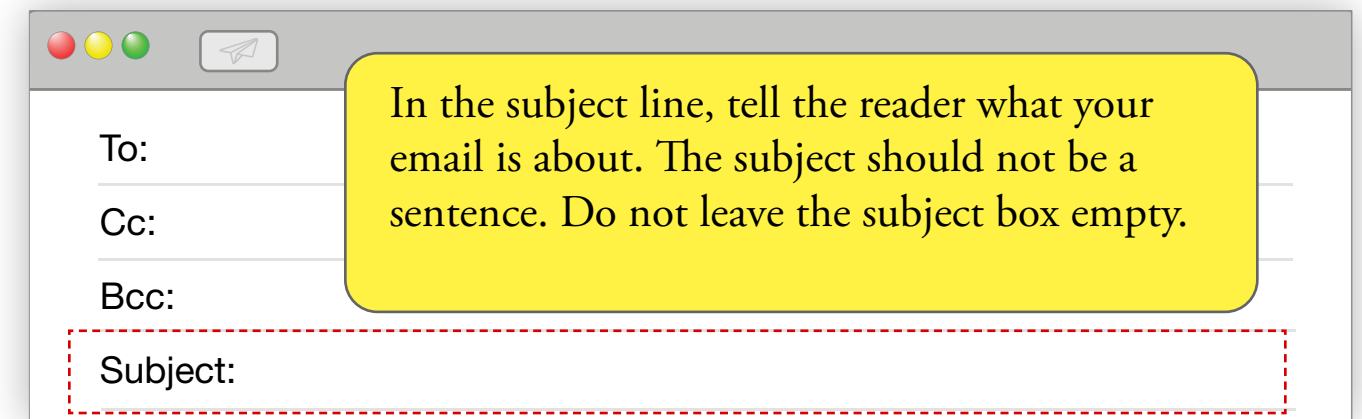 In the subject line, tell the reader what your
email is about. The subject should not be a
sentence. Do not leave the subject box empty.
To:
Cc:
Bcc:
Subject: